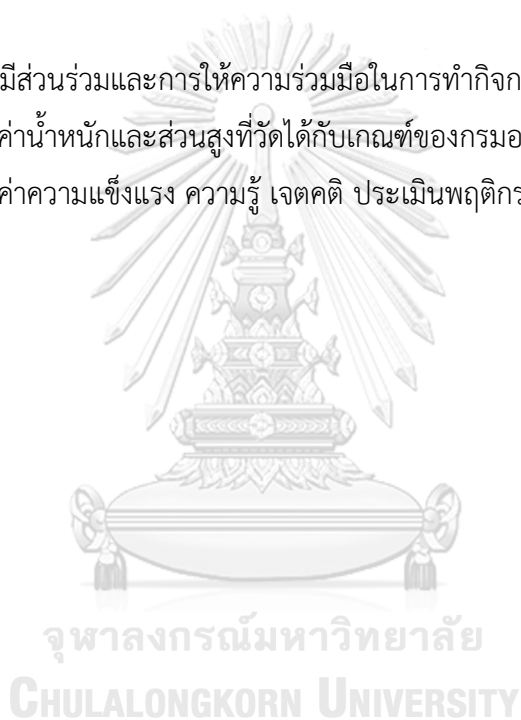 มีส่วนร่วมและการให้ความร่วมมือในการทำกิจก
ค่าน้ำหนักและส่วนสูงที่วัดได้กับเกณฑ์ของกรมอ
ค่าความแข็งแรง ความรู้ เจตคติ ประเมินพฤติกร
จุฬาลงกรณ์มหาวิทยาลัย
CHULALONGKORN UNIVERSITY